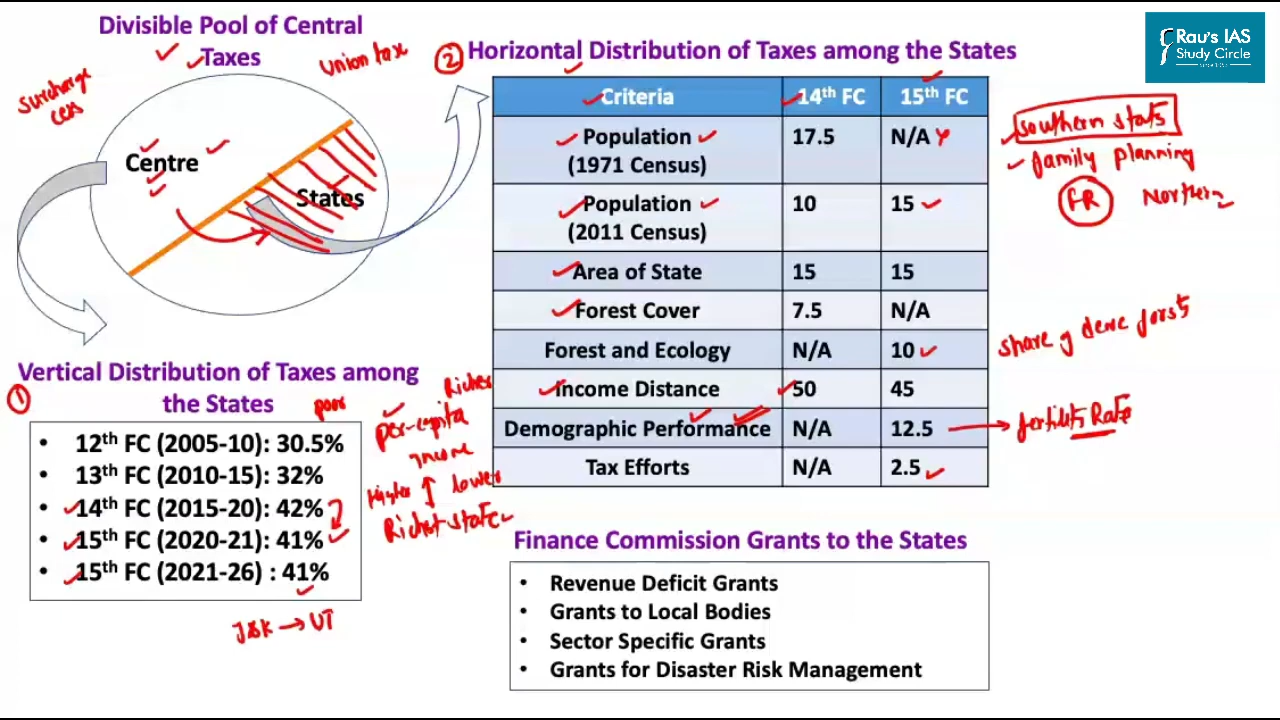 Divisible Pool of Central
Taxes
surcharge
cess
Union tax
Centre
States
Rau's IAS
Study Circle
② Horizontal Distribution of Taxes among the States
Criteria 14th FC 15th FC
Population 17.5 N/A
(1971 Census)
Population 10 15
(2011 Census)
Area of State 15 15
Forest Cover 7.5 N/A
Forest and Ecology N/A 10
Income Distance 50 45
Demographic Performance N/A 12.5
Tax Efforts N/A 2.5
Southern stats
family planning
FR Northern
share of dense forsts
fertility Rate
① Vertical Distribution of Taxes among
the States
• 12th FC (2005-10): 30.5%
• 13th FC (2010-15): 32%
• 14th FC (2015-20): 42%
• 15th FC (2020-21): 41%
• 15th FC (2021-26) : 41%
J&K → UT
poor
Richer
per-capita
income
Higher ↑ lower
Richest state
Finance Commission Grants to the States
• Revenue Deficit Grants
• Grants to Local Bodies
• Sector Specific Grants
• Grants for Disaster Risk Management